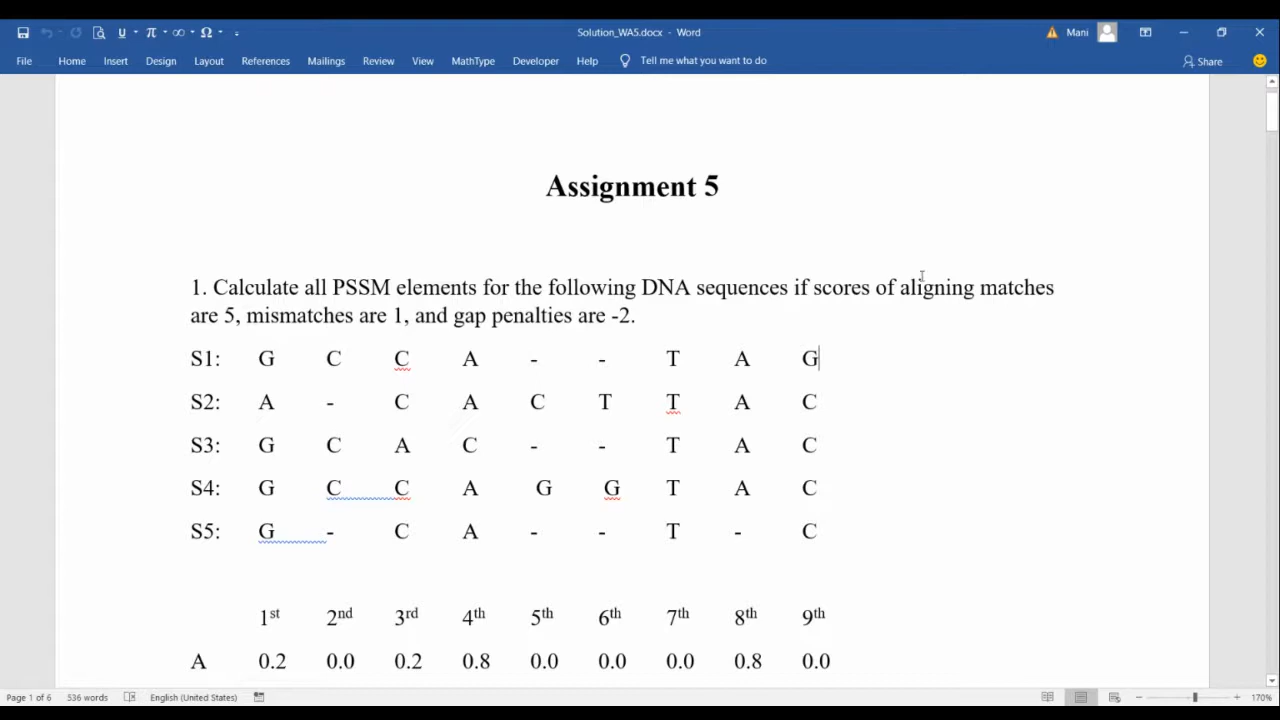 Solution_WA5.docx - Word
Mani
File Home Insert Design Layout References Mailings Review View MathType Developer Help Tell me what you want to do Share
Assignment 5
1. Calculate all PSSM elements for the following DNA sequences if scores of aligning matches
are 5, mismatches are 1, and gap penalties are -2.
S1: G C C A - - T A G
S2: A - C A C T T A C
S3: G C A C - - T A C
S4: G C C A G G T A C
S5: G - C A - - T - C
1st 2nd 3rd 4th 5th 6th 7th 8th 9th
A 0.2 0.0 0.2 0.8 0.0 0.0 0.0 0.8 0.0
Page 1 of 6 536 words English (United States) 170%